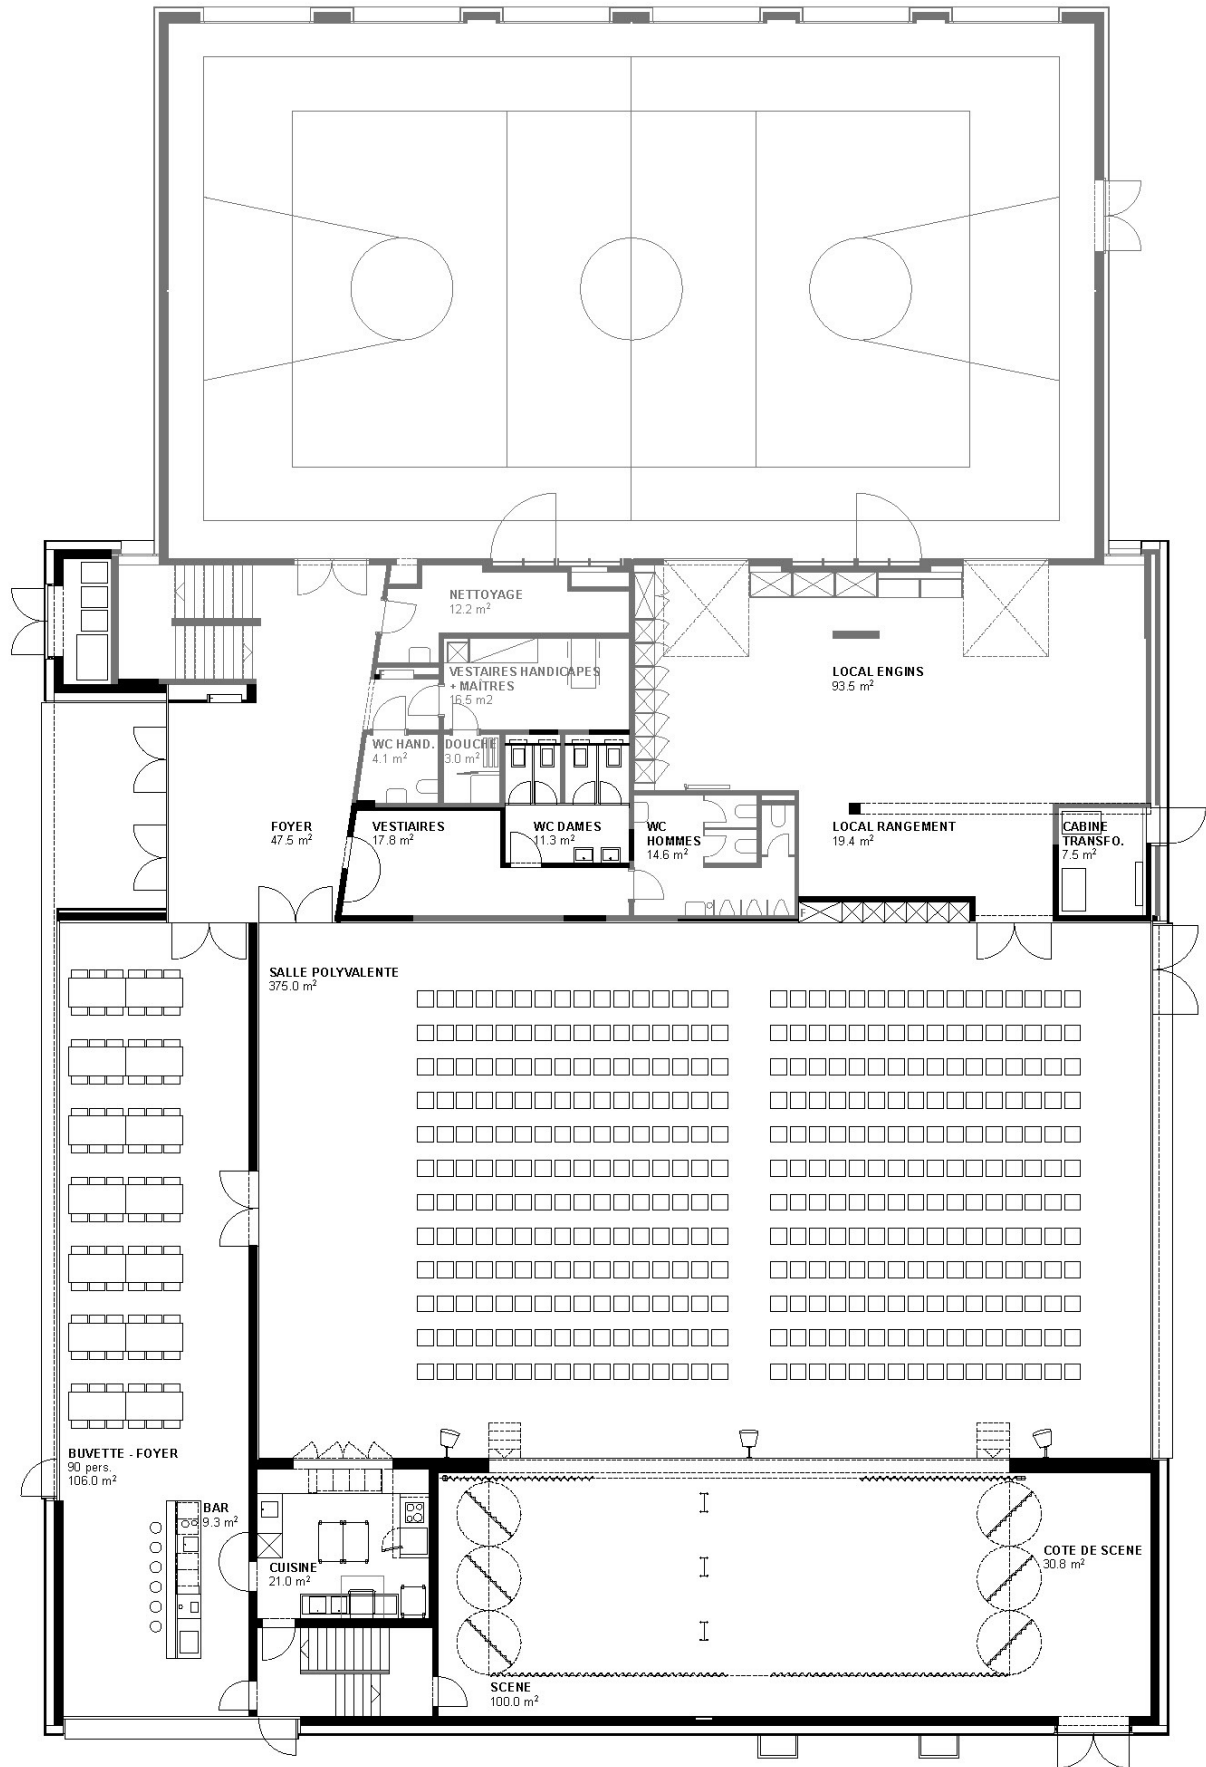 NETTOYAGE
12.2 m²
VESTAIRES HANDICAPES
+ MAÎTRES
16.5 m2
LOCAL ENGINS
93.5 m²
WC HAND.
4.1 m²
DOUCHE
3.0 m²
FOYER
47.5 m²
VESTIAIRES
17.8 m²
WC DAMES
11.3 m²
WC
HOMMES
14.6 m²
LOCAL RANGEMENT
19.4 m²
CABINE
TRANSFO.
7.5 m²
F
SALLE POLYVALENTE
375.0 m²
BUVETTE - FOYER
90 pers.
106.0 m²
BAR
9.3 m²
CUISINE
21.0 m²
COTE DE SCENE
30.8 m²
SCENE
100.0 m²